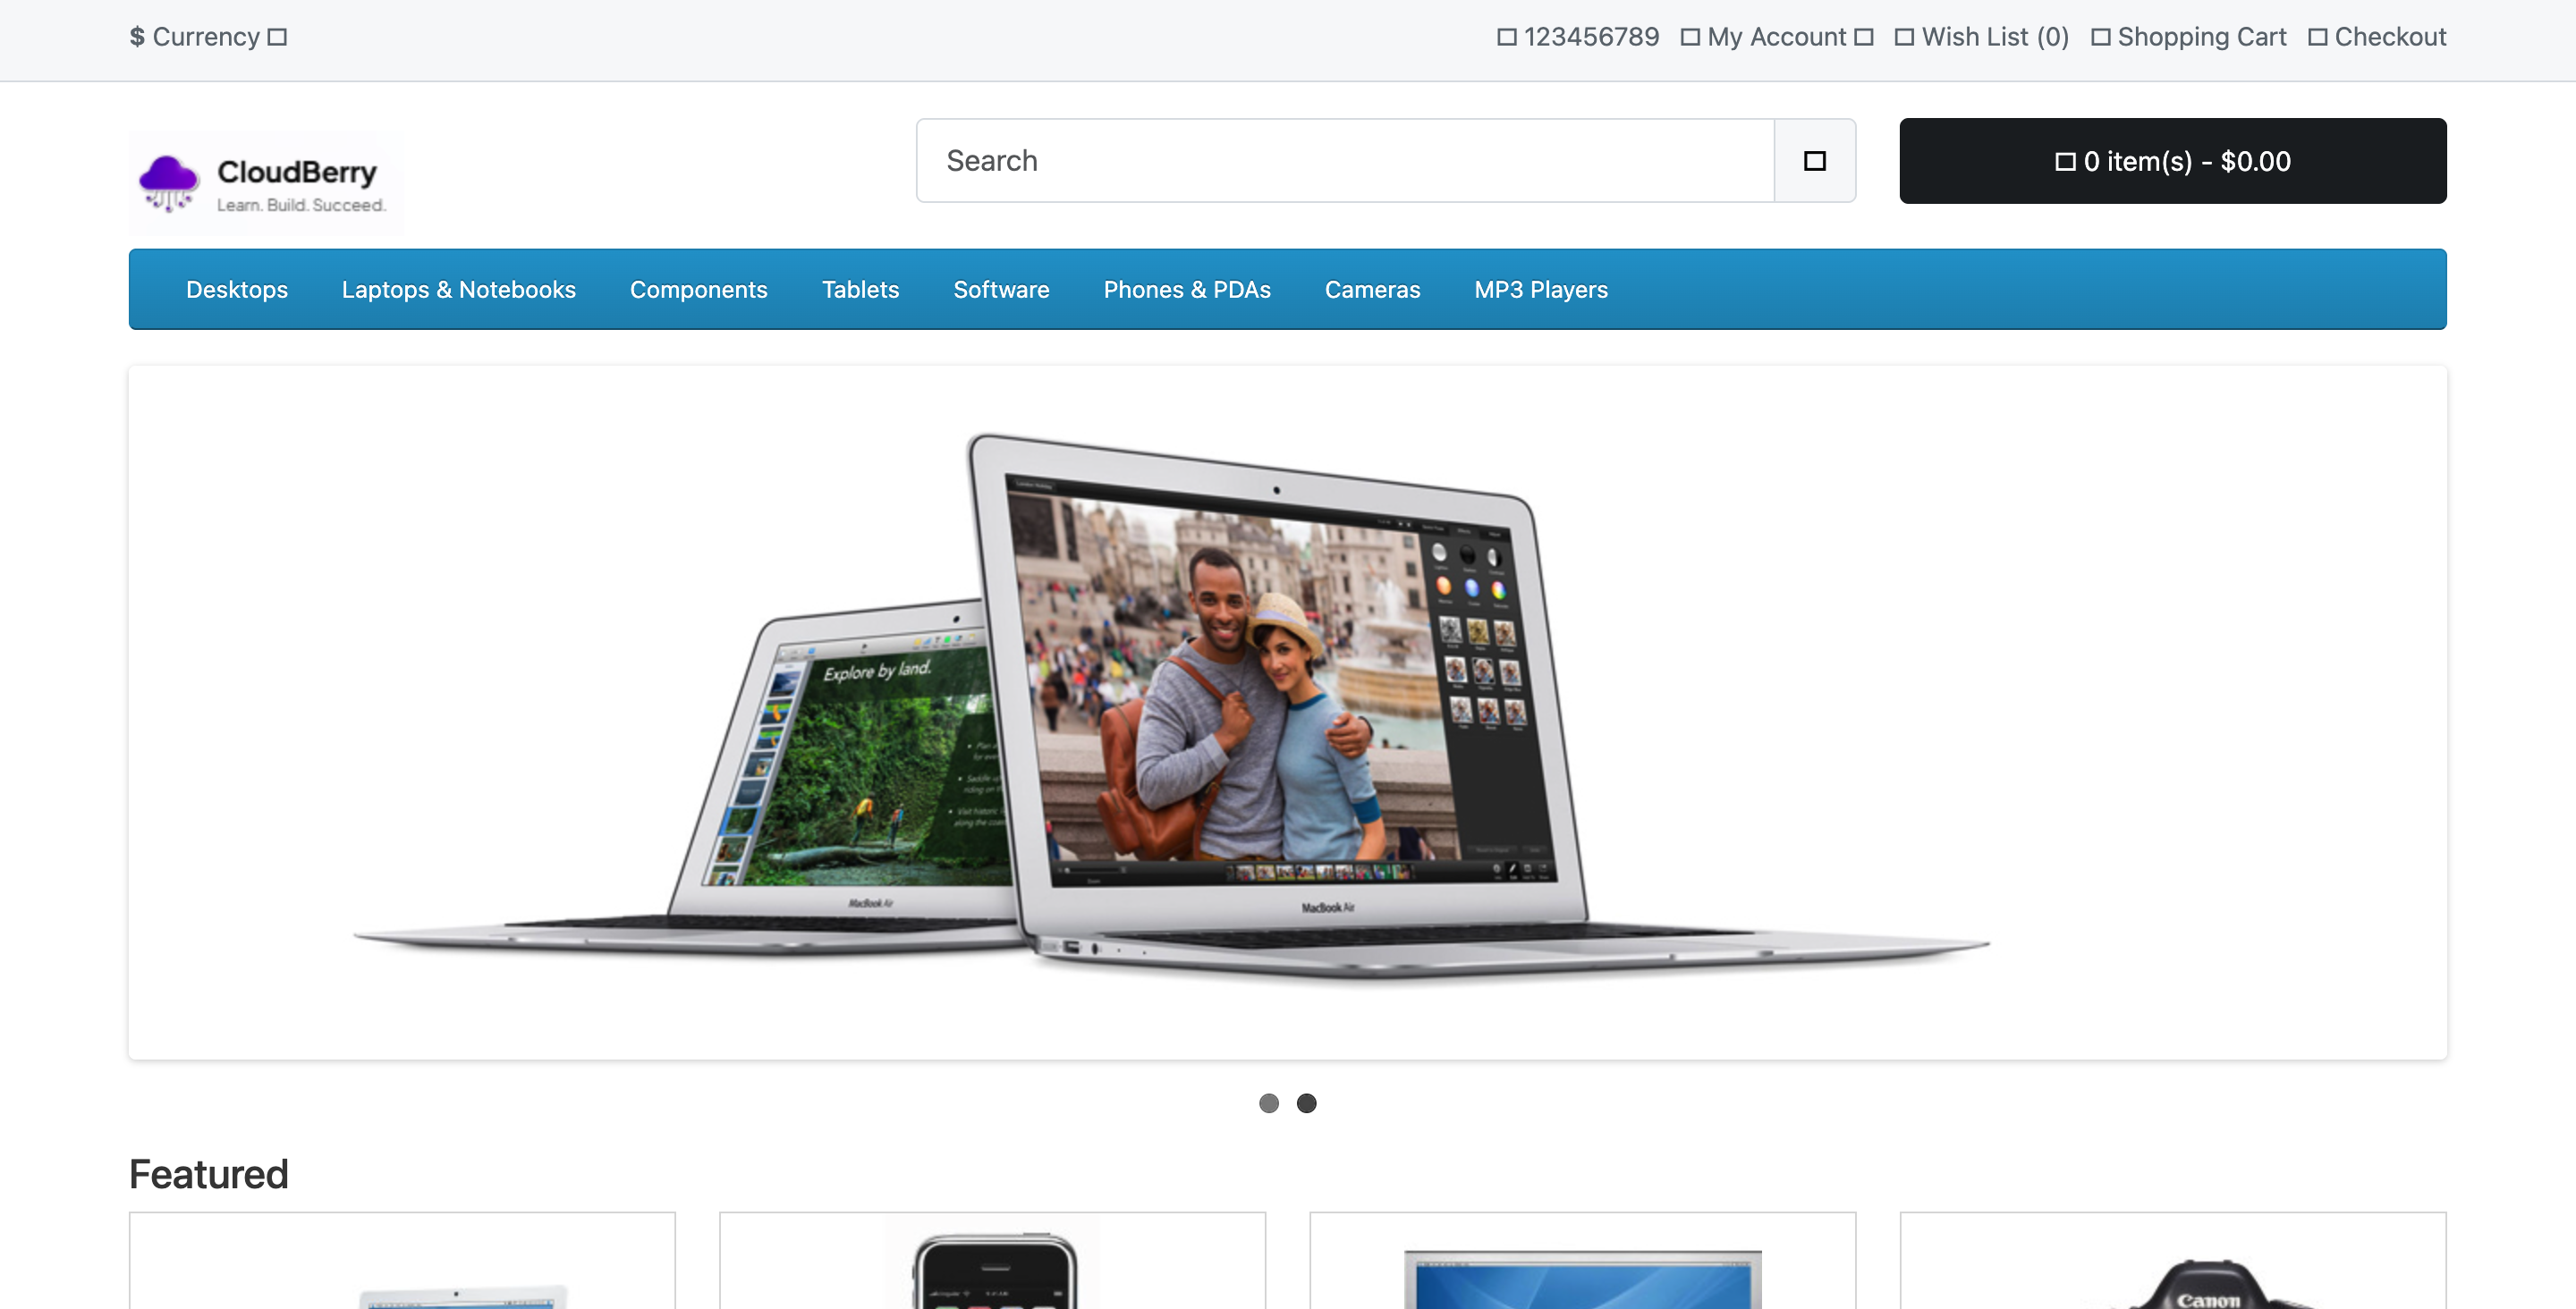 $ Currency
123456789 My Account Wish List (0) Shopping Cart Checkout
CloudBerry
Learn. Build. Succeed.
Search
0 item(s) - $0.00
Desktops Laptops & Notebooks Components Tablets Software Phones & PDAs Cameras MP3 Players
Explore by land.
MacBook Air
MacBook Air
Featured
Canon